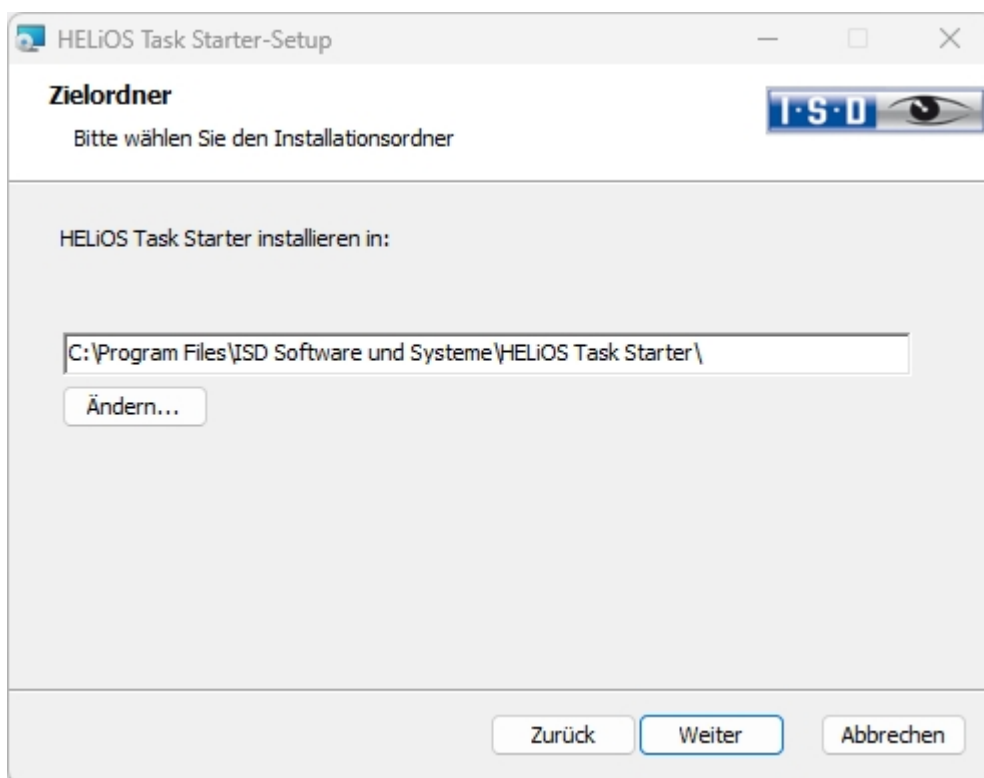 HELiOS Task Starter-Setup
Zielordner
I·S·D
Bitte wählen Sie den Installationsordner
HELiOS Task Starter installieren in:
C:\Program Files\ISD Software und Systeme\HELiOS Task Starter\
Ändern...
Zurück Weiter Abbrechen